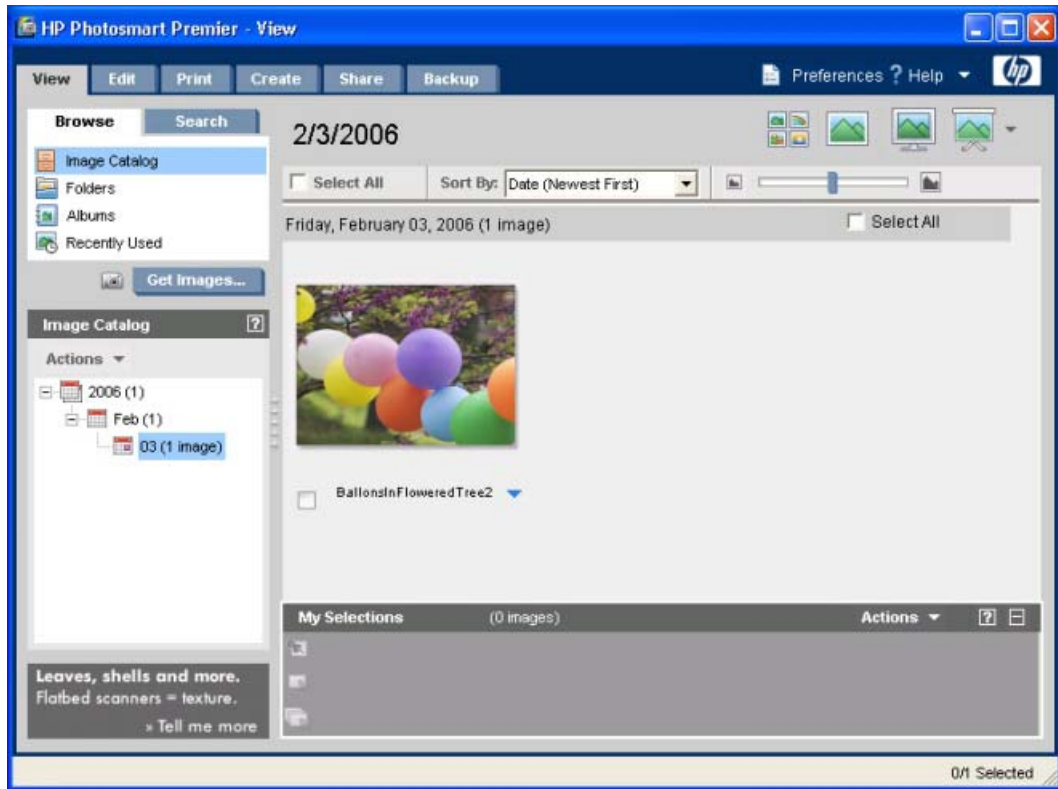 HP Photosmart Premier - View
View Edit Print Create Share Backup
Preferences ? Help
hp
Browse Search
Image Catalog
Folders
Albums
Recently Used
Get Images...
Image Catalog ?
Actions
2006 (1)
Feb (1)
03 (1 image)
Leaves, shells and more.
Flatbed scanners = texture.
» Tell me more
2/3/2006
Select All Sort By: Date (Newest First)
Friday, February 03, 2006 (1 image) Select All
BallonsInFloweredTree2
My Selections (0 images) Actions ?
0/1 Selected